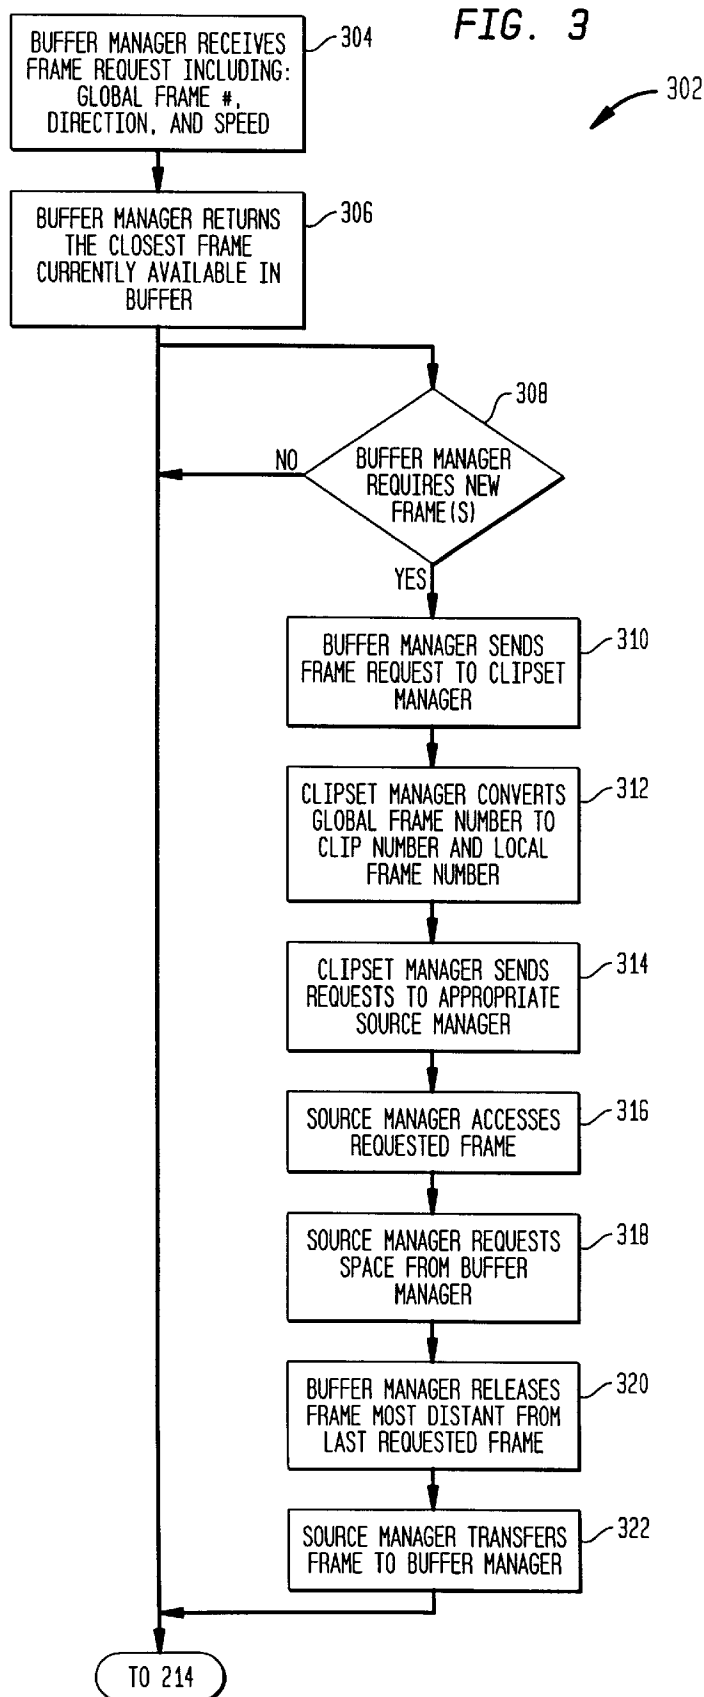 FIG. 3
302
BUFFER MANAGER RECEIVES
FRAME REQUEST INCLUDING:
GLOBAL FRAME #,
DIRECTION, AND SPEED
304
BUFFER MANAGER RETURNS
THE CLOSEST FRAME
CURRENTLY AVAILABLE IN
BUFFER
306
BUFFER MANAGER
REQUIRES NEW
FRAME(S)
308
NO
YES
BUFFER MANAGER SENDS
FRAME REQUEST TO CLIPSET
MANAGER
310
CLIPSET MANAGER CONVERTS
GLOBAL FRAME NUMBER TO
CLIP NUMBER AND LOCAL
FRAME NUMBER
312
CLIPSET MANAGER SENDS
REQUESTS TO APPROPRIATE
SOURCE MANAGER
314
SOURCE MANAGER ACCESSES
REQUESTED FRAME
316
SOURCE MANAGER REQUESTS
SPACE FROM BUFFER
MANAGER
318
BUFFER MANAGER RELEASES
FRAME MOST DISTANT FROM
LAST REQUESTED FRAME
320
SOURCE MANAGER TRANSFERS
FRAME TO BUFFER MANAGER
322
TO 214